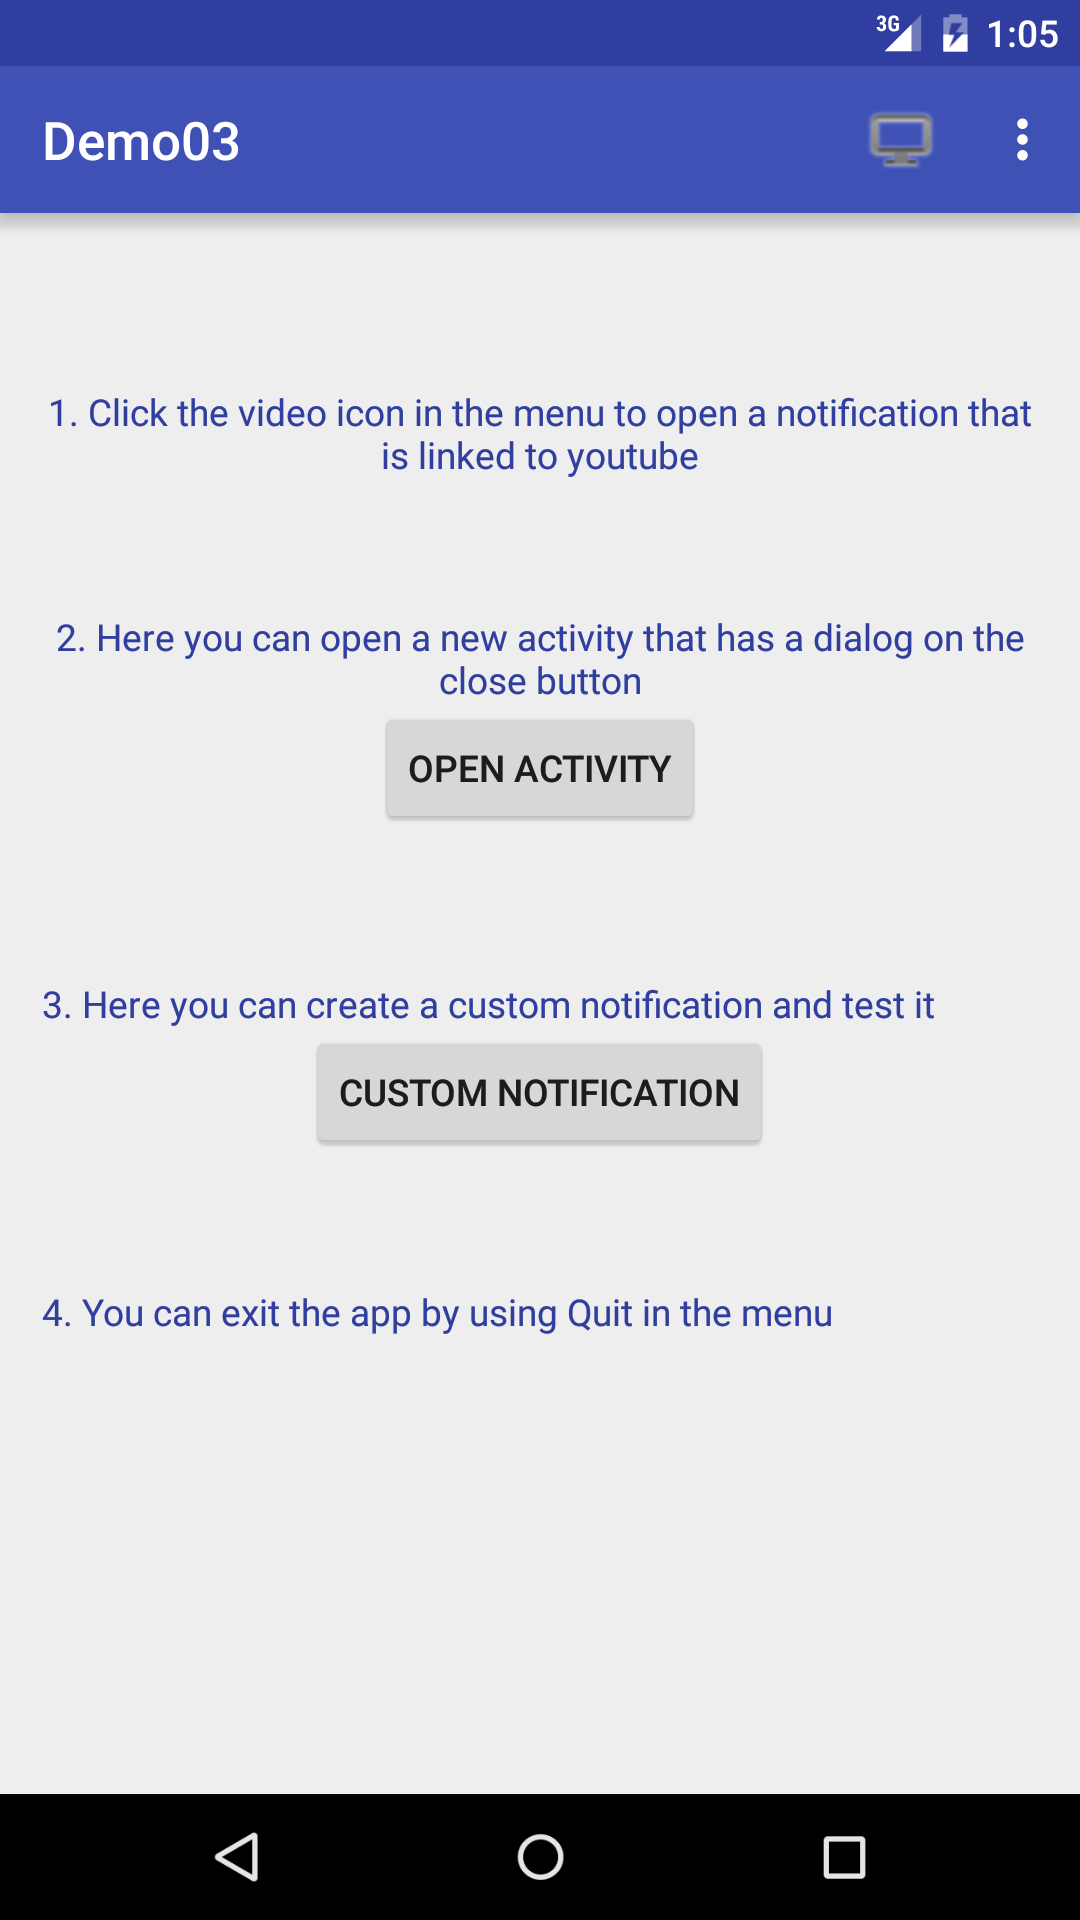 3G 1:05
Demo03
1. Click the video icon in the menu to open a notification that
is linked to youtube
2. Here you can open a new activity that has a dialog on the
close button
OPEN ACTIVITY
3. Here you can create a custom notification and test it
CUSTOM NOTIFICATION
4. You can exit the app by using Quit in the menu